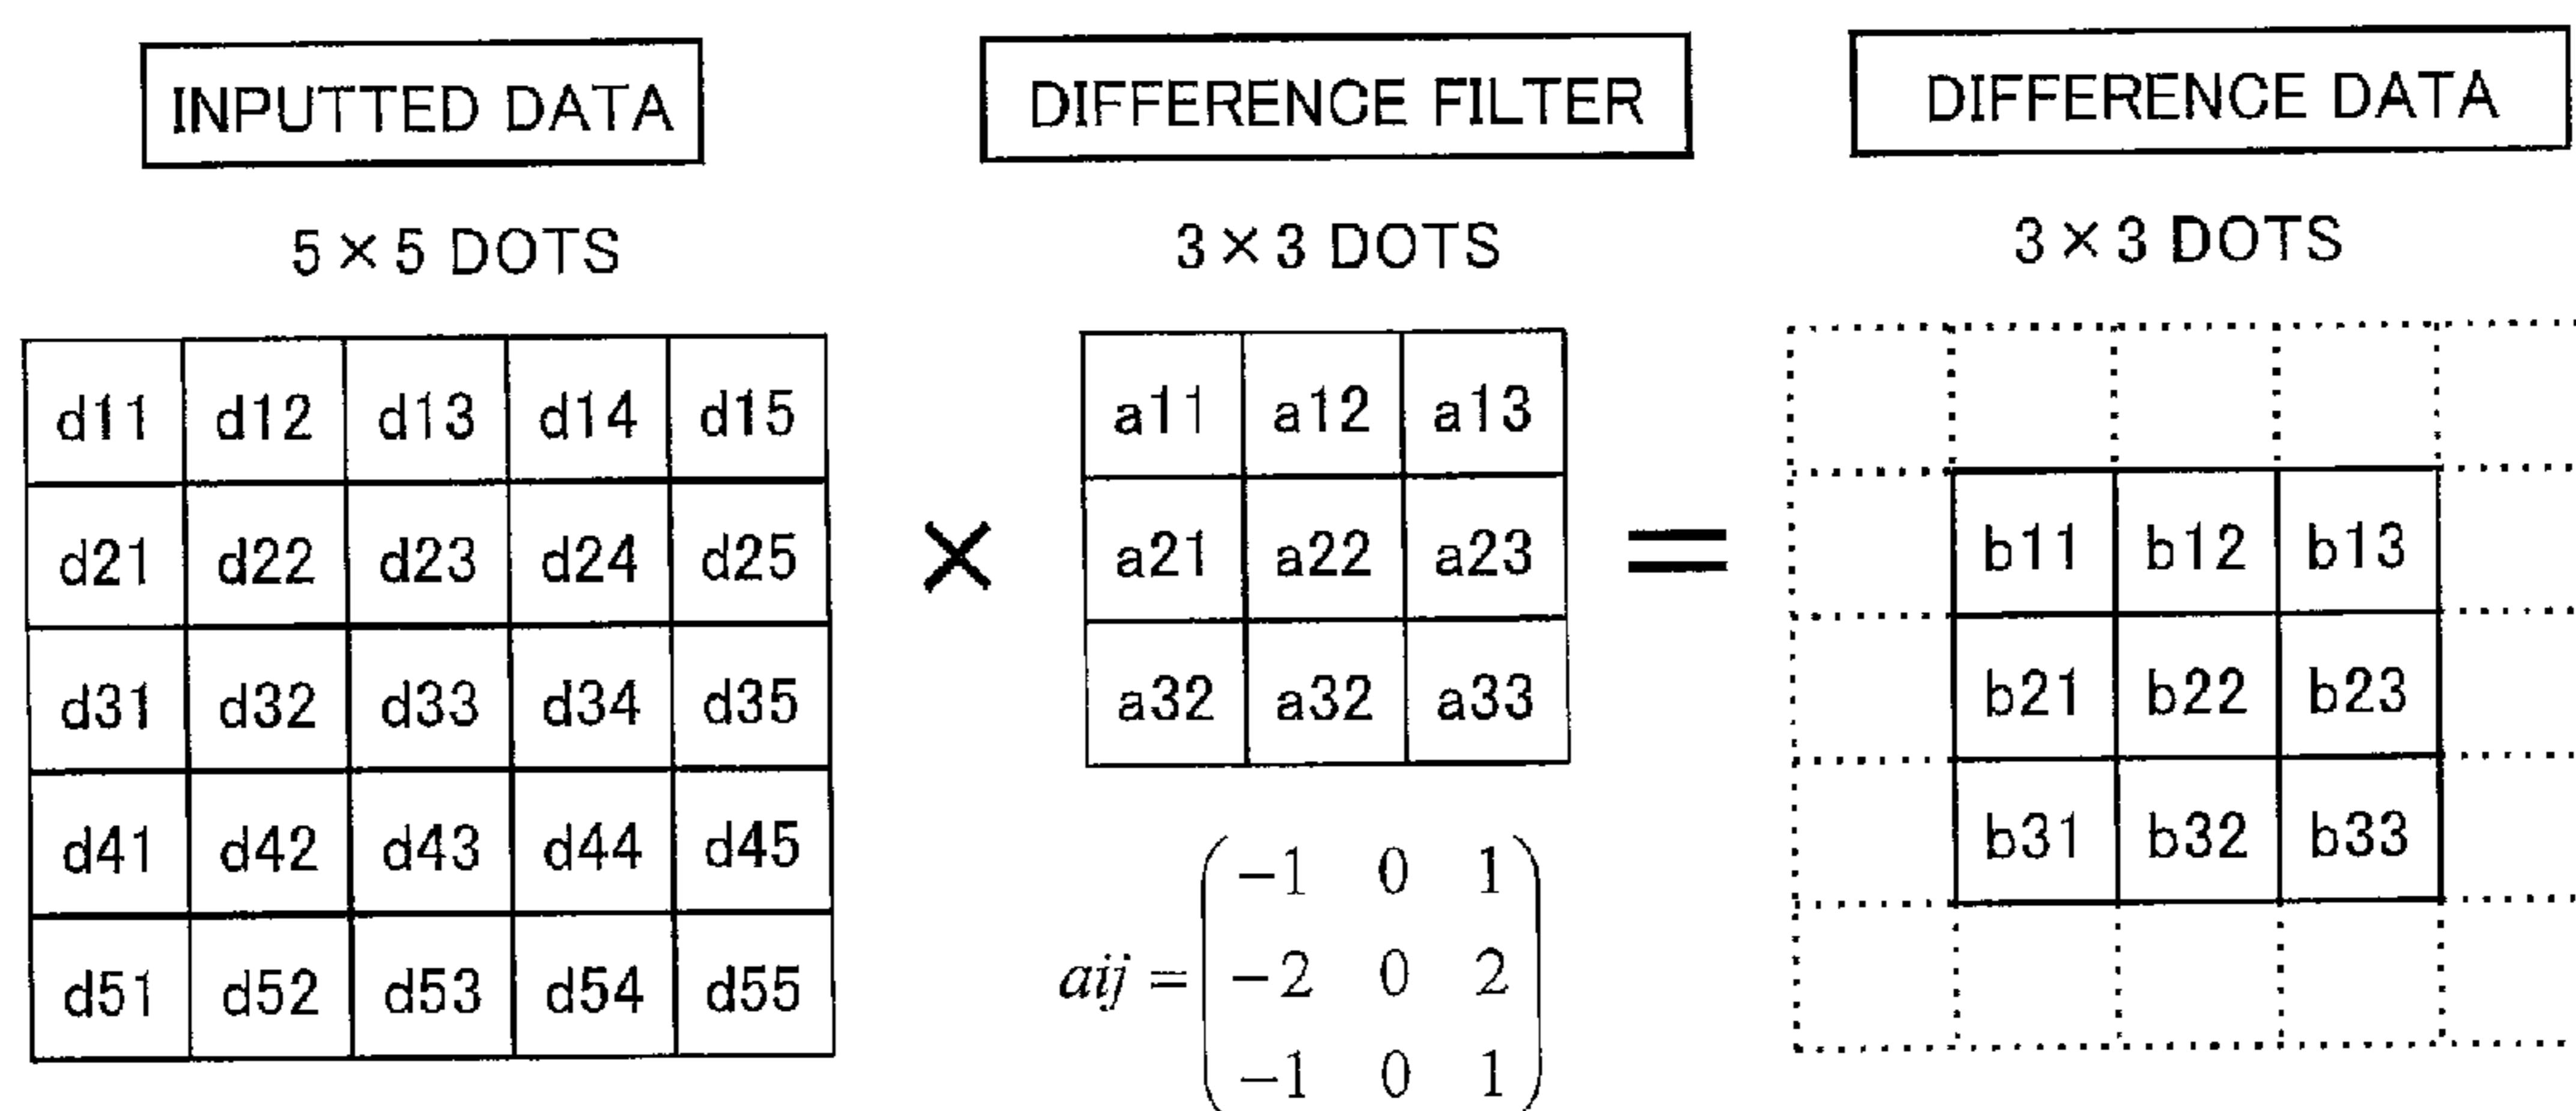 INPUTTED DATA
DIFFERENCE FILTER
DIFFERENCE DATA
5×5 DOTS
3×3 DOTS
3×3 DOTS
d11 d12 d13 d14 d15
d21 d22 d23 d24 d25
d31 d32 d33 d34 d35
d41 d42 d43 d44 d45
d51 d52 d53 d54 d55
×
a11 a12 a13
a21 a22 a23
a32 a32 a33
aij = ( −1 0 1
−2 0 2
−1 0 1 )
=
b11 b12 b13
b21 b22 b23
b31 b32 b33